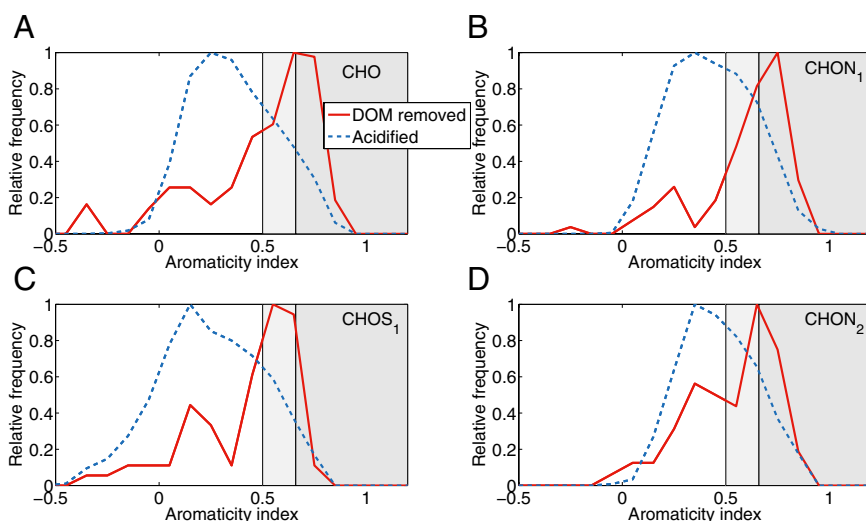 A
Relative frequency
1
0.8
0.6
0.4
0.2
0
−0.5
0
0.5
1
Aromaticity index
CHO
DOM removed
Acidified
B
Relative frequency
1
0.8
0.6
0.4
0.2
0
−0.5
0
0.5
1
Aromaticity index
CHON1
C
Relative frequency
1
0.8
0.6
0.4
0.2
0
−0.5
0
0.5
1
Aromaticity index
CHOS1
D
Relative frequency
1
0.8
0.6
0.4
0.2
0
−0.5
0
0.5
1
Aromaticity index
CHON2